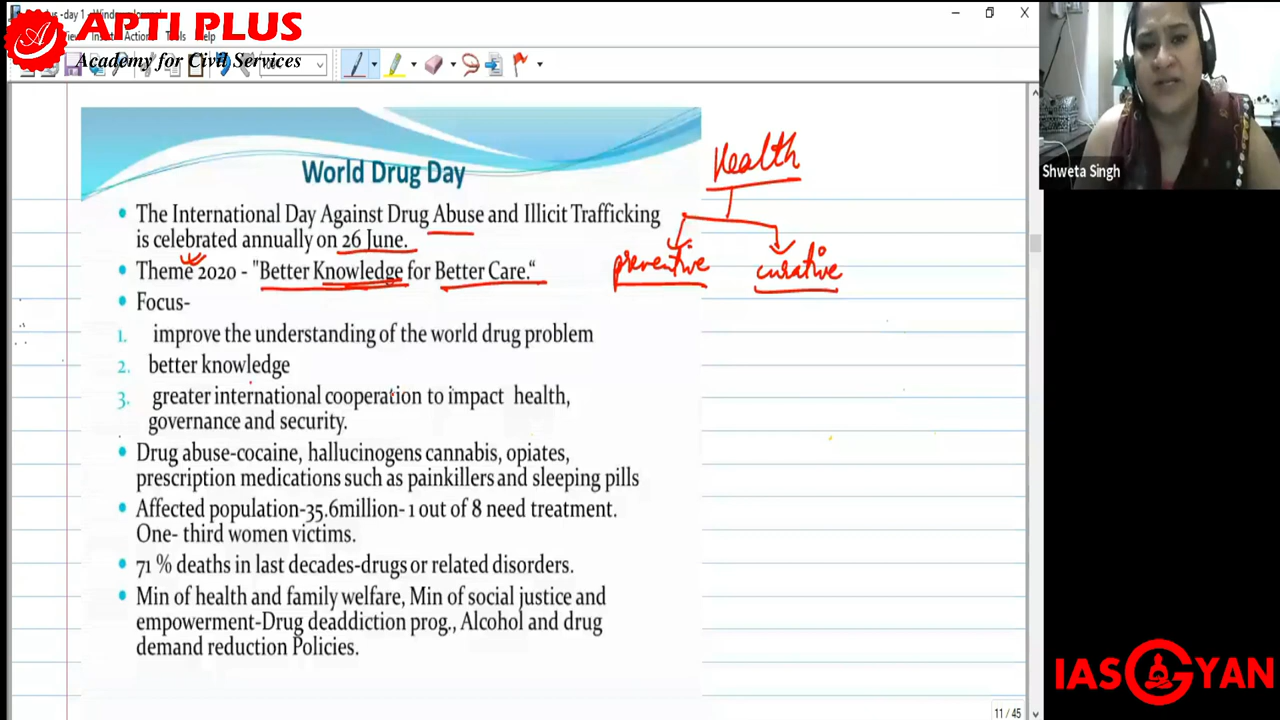 APTI PLUS
Academy for Civil Services
Shweta Singh
World Drug Day
Health
• The International Day Against Drug Abuse and Illicit Trafficking
is celebrated annually on 26 June.
preventive curative
• Theme 2020 - "Better Knowledge for Better Care.“
• Focus-
1. improve the understanding of the world drug problem
2. better knowledge
3. greater international cooperation to impact health,
governance and security.
• Drug abuse-cocaine, hallucinogens cannabis, opiates,
prescription medications such as painkillers and sleeping pills
• Affected population-35.6million- 1 out of 8 need treatment.
One- third women victims.
• 71 % deaths in last decades-drugs or related disorders.
• Min of health and family welfare, Min of social justice and
empowerment-Drug deaddiction prog., Alcohol and drug
demand reduction Policies.
IAS GYAN
11 / 45